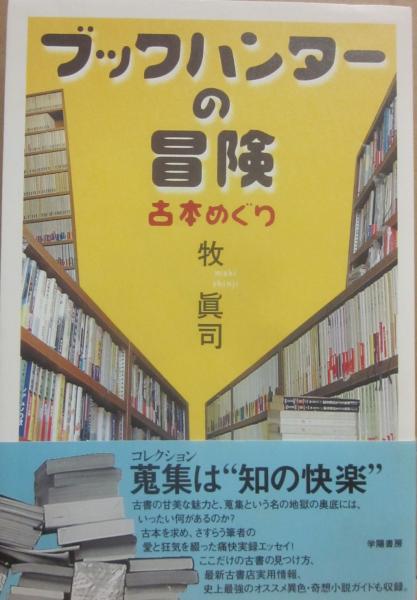 ブックハンター
の
冒険
古本めぐり
牧
maki
shinji
眞司
コレクション
蒐集は“知の快楽”
古書の甘美な魅力と、蒐集という名の地獄の奥底には、
いったい何があるのか?
古本を求め、さすらう筆者の
愛と狂気を綴った痛快実録エッセイ!
ここだけの古書の見つけ方、
最新古書店実用情報、
史上最強のオススメ異色・奇想小説ガイドも収録。
学陽書房